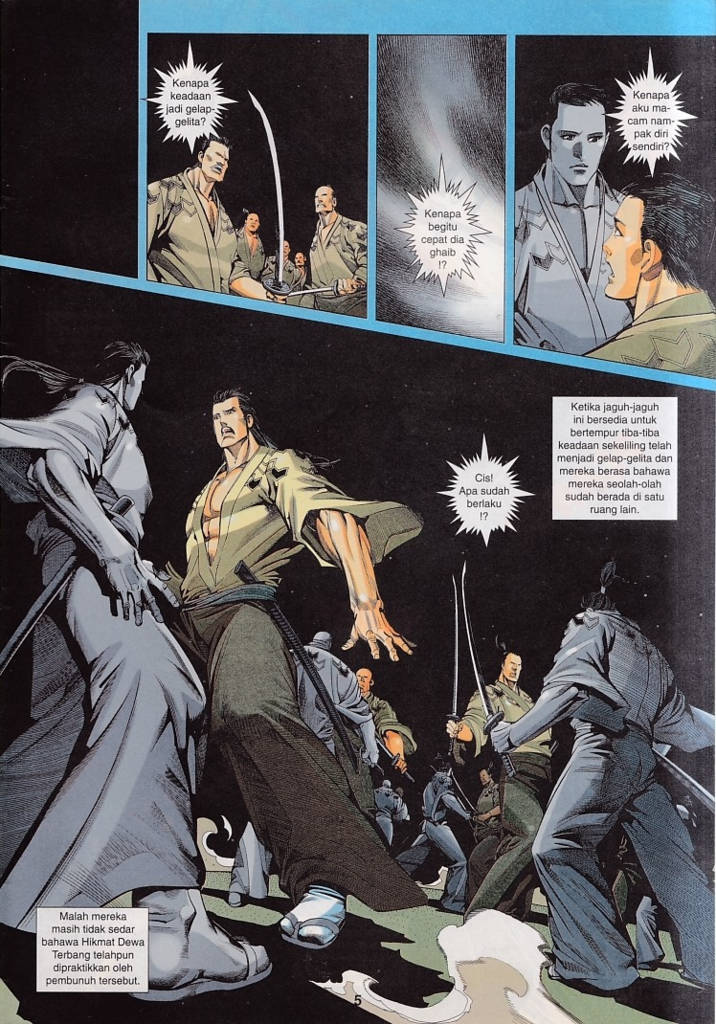 Kenapa
keadaan
jadi gelap-
gelita?
Kenapa
begitu
cepat dia
ghaib
!?
Kenapa
aku ma-
cam nam-
pak diri
sendiri?
Ketika jaguh-jaguh
ini bersedia untuk
bertempur tiba-tiba
keadaan sekeliling telah
menjadi gelap-gelita dan
mereka berasa bahawa
mereka seolah-olah
sudah berada di satu
ruang lain.
Cis!
Apa sudah
berlaku
!?
Malah mereka
masih tidak sedar
bahawa Hikmat Dewa
Terbang telahpun
dipraktikkan oleh
pembunuh tersebut.
5